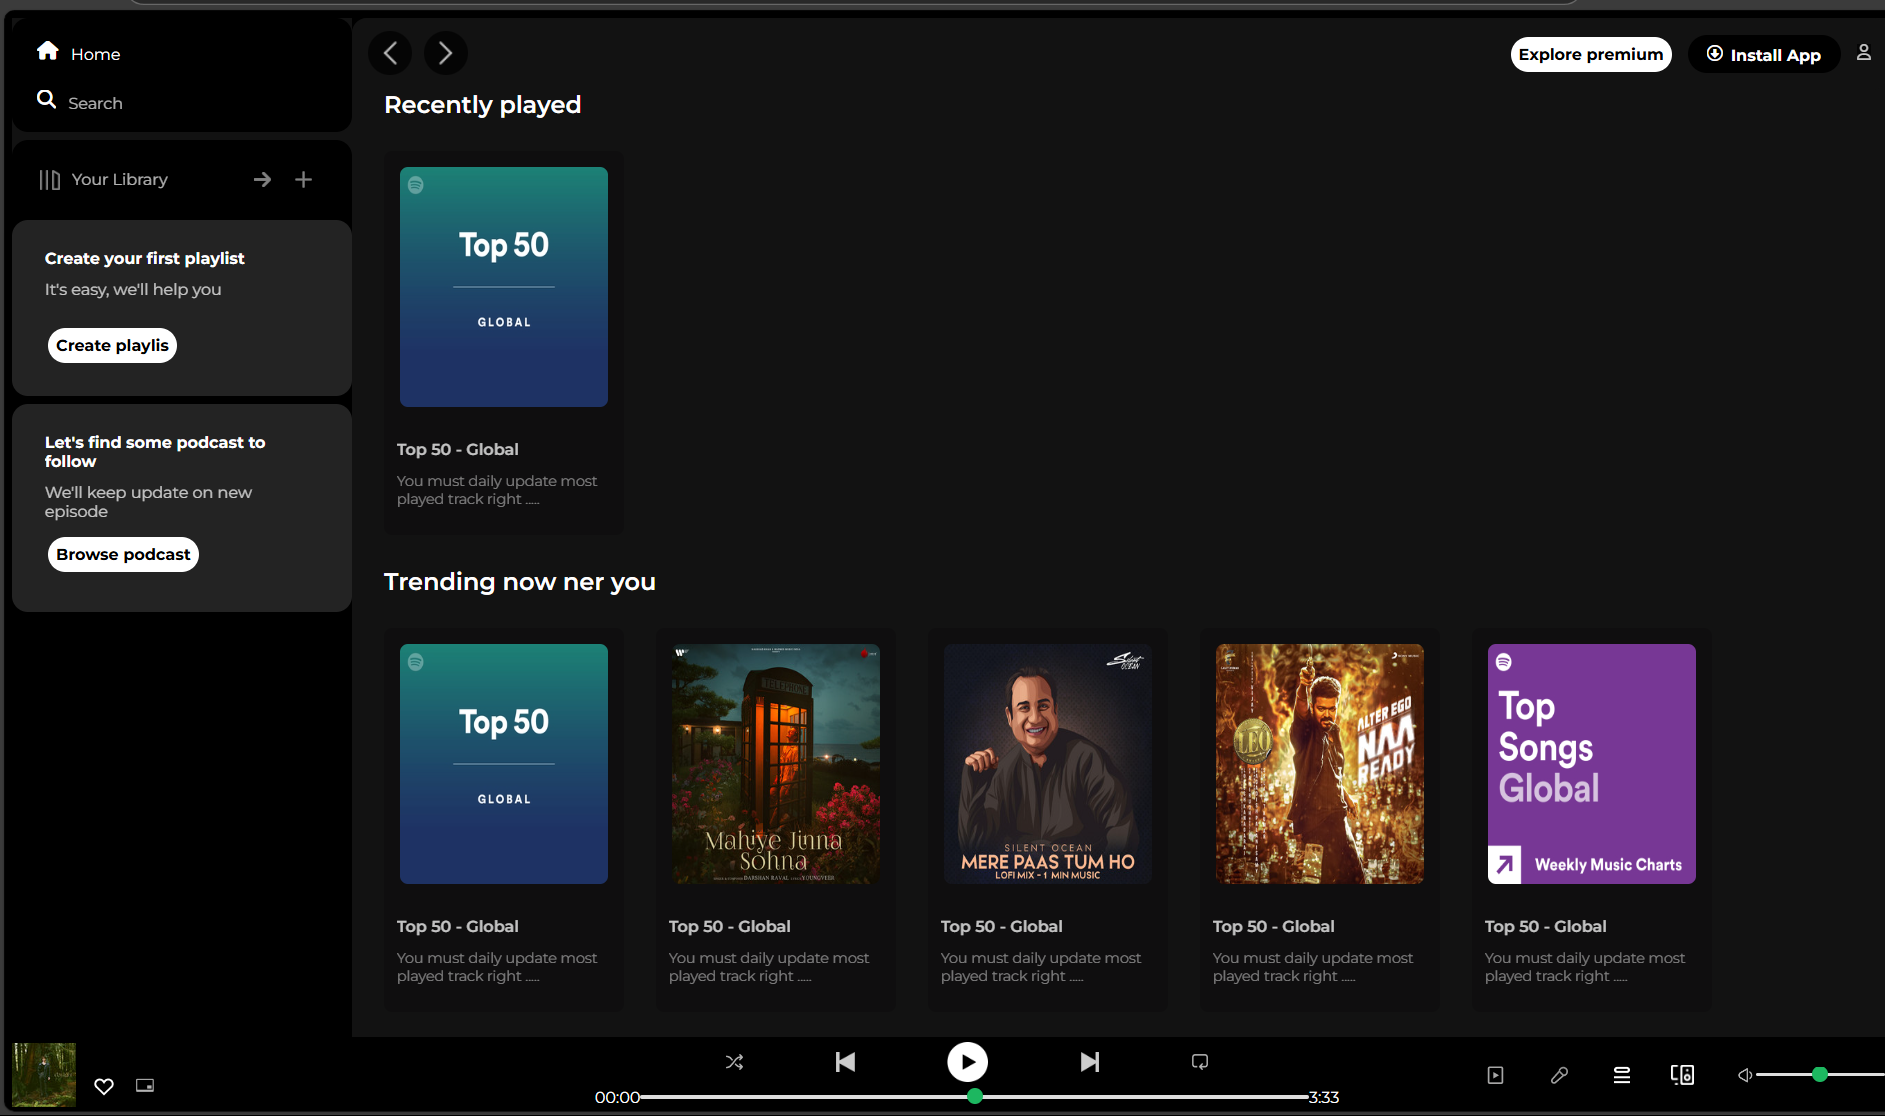 Home
Search
Your Library
Create your first playlist
It's easy, we'll help you
Create playlis
Let's find some podcast to
follow
We'll keep update on new
episode
Browse podcast
Explore premium
Install App
Recently played
Top 50
GLOBAL
Top 50 - Global
You must daily update most
played track right .....
Trending now ner you
Top 50
GLOBAL
Top 50 - Global
You must daily update most
played track right .....
TELEPHONE
Mahiye Jinna
Sohna
DARSHAN RAVAL
YOUNGVEER
Top 50 - Global
You must daily update most
played track right .....
Silent
OCEAN
SILENT OCEAN
MERE PAAS TUM HO
LOFI MIX - 1 MIN MUSIC
Top 50 - Global
You must daily update most
played track right .....
LEO
ALTER EGO
NAA
READY
Top 50 - Global
You must daily update most
played track right .....
Top
Songs
Global
Weekly Music Charts
Top 50 - Global
You must daily update most
played track right .....
00:00
3:33